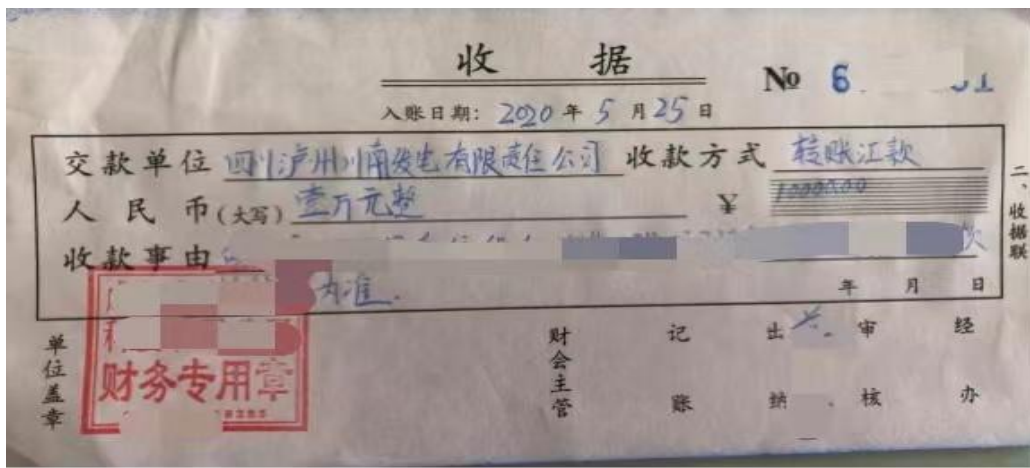 收 据
No 6
入账日期: 2020 年 5 月 25 日
交款单位 四川泸州川南发电有限责任公司 收款方式 转账汇款
人民币(大写) 壹万元整 ¥ 1000000
收款事由 款
为准.
年 月 日
二、收据联
财务专用章
单位盖章 财会主管 记账 出纳 审核 经办